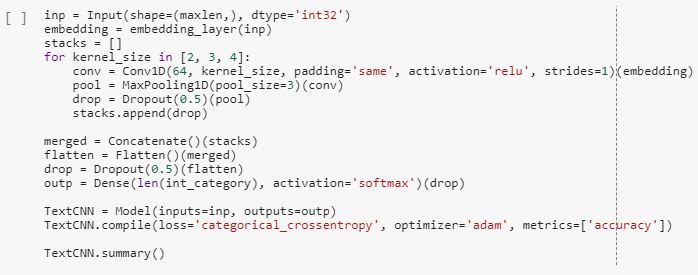 [ ] inp = Input(shape=(maxlen,), dtype='int32')
embedding = embedding_layer(inp)
stacks = []
for kernel_size in [2, 3, 4]:
    conv = Conv1D(64, kernel_size, padding='same', activation='relu', strides=1)(embedding)
    pool = MaxPooling1D(pool_size=3)(conv)
    drop = Dropout(0.5)(pool)
    stacks.append(drop)

merged = Concatenate()(stacks)
flatten = Flatten()(merged)
drop = Dropout(0.5)(flatten)
outp = Dense(len(int_category), activation='softmax')(drop)

TextCNN = Model(inputs=inp, outputs=outp)
TextCNN.compile(loss='categorical_crossentropy', optimizer='adam', metrics=['accuracy'])

TextCNN.summary()